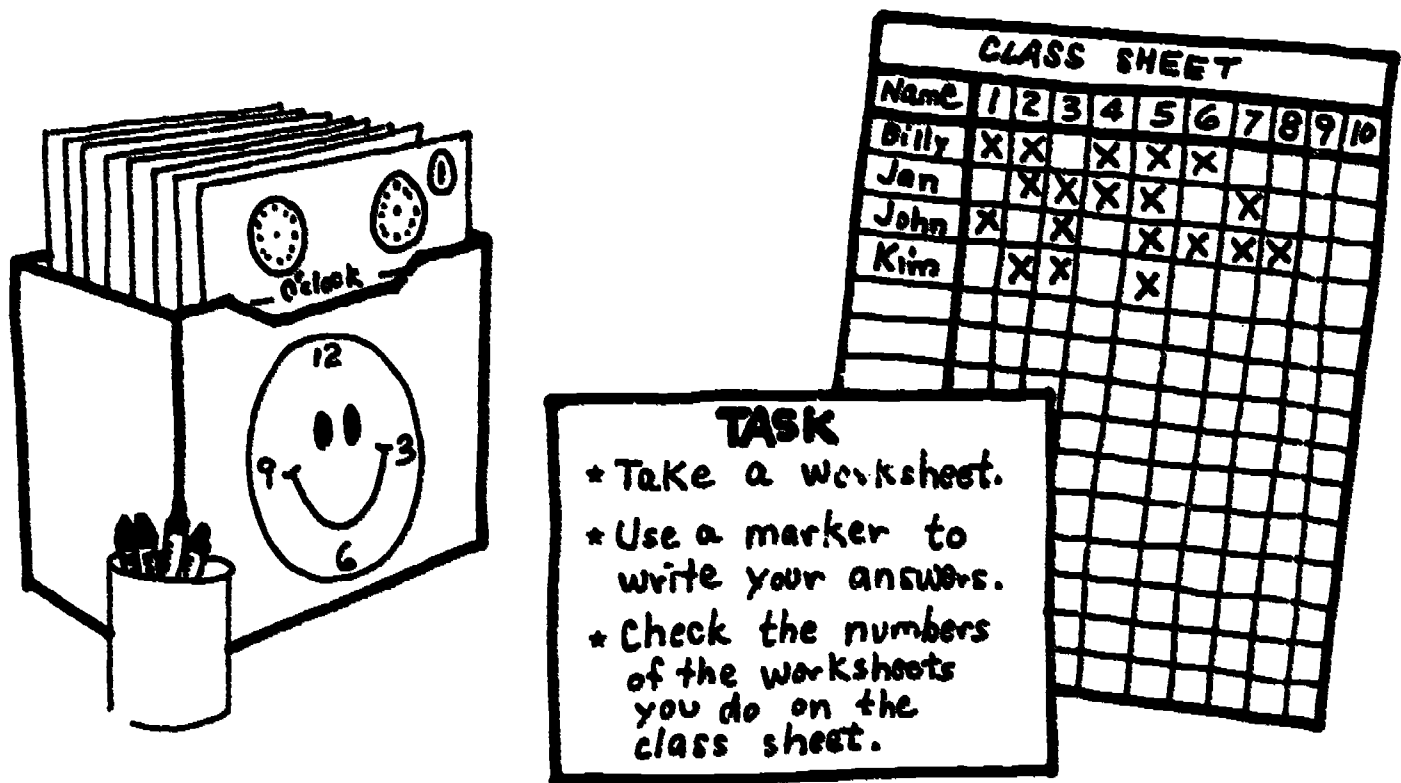 CLASS SHEET
Name 1 2 3 4 5 6 7 8 9 10
Billy X X X X X
Jan X X X X X
John X X X X X X
Kim X X X
1
O'clock
12
9 3
6
TASK
* Take a worksheet.
* Use a marker to
write your answers.
* Check the numbers
of the worksheets
you do on the
class sheet.